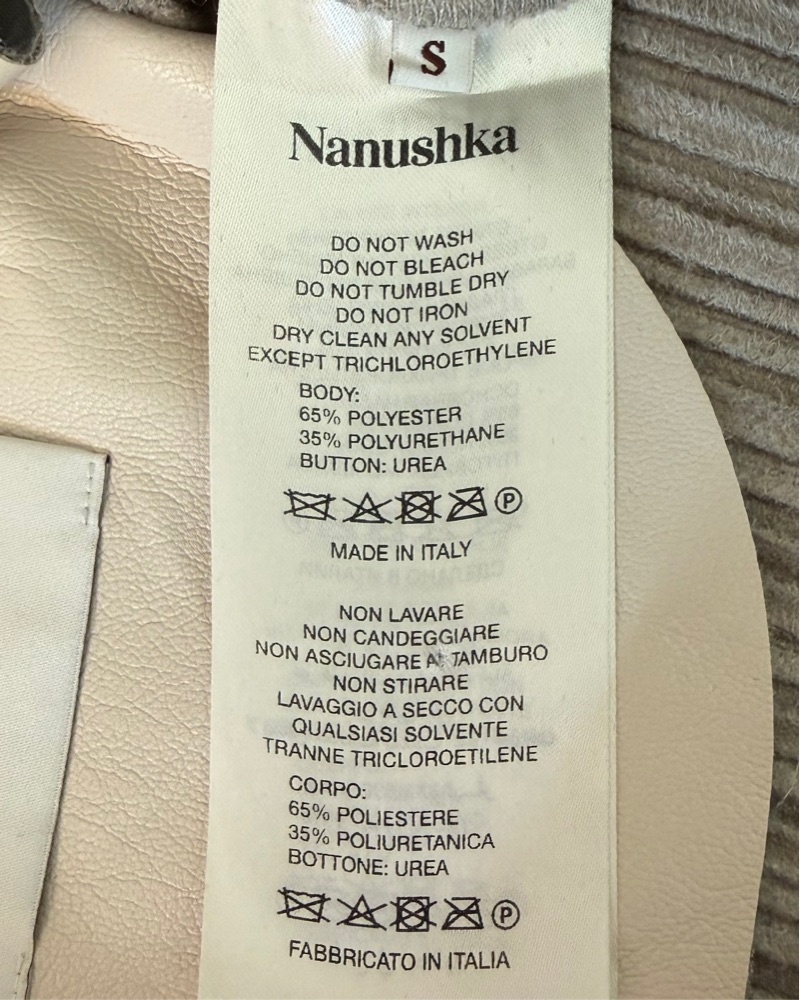 S
Nanushka
DO NOT WASH
DO NOT BLEACH
DO NOT TUMBLE DRY
DO NOT IRON
DRY CLEAN ANY SOLVENT
EXCEPT TRICHLOROETHYLENE
BODY:
65% POLYESTER
35% POLYURETHANE
BUTTON: UREA
P
MADE IN ITALY
NON LAVARE
NON CANDEGGIARE
NON ASCIUGARE A TAMBURO
NON STIRARE
LAVAGGIO A SECCO CON
QUALSIASI SOLVENTE
TRANNE TRICLOROETILENE
CORPO:
65% POLIESTERE
35% POLIURETANICA
BOTTONE: UREA
P
FABBRICATO IN ITALIA